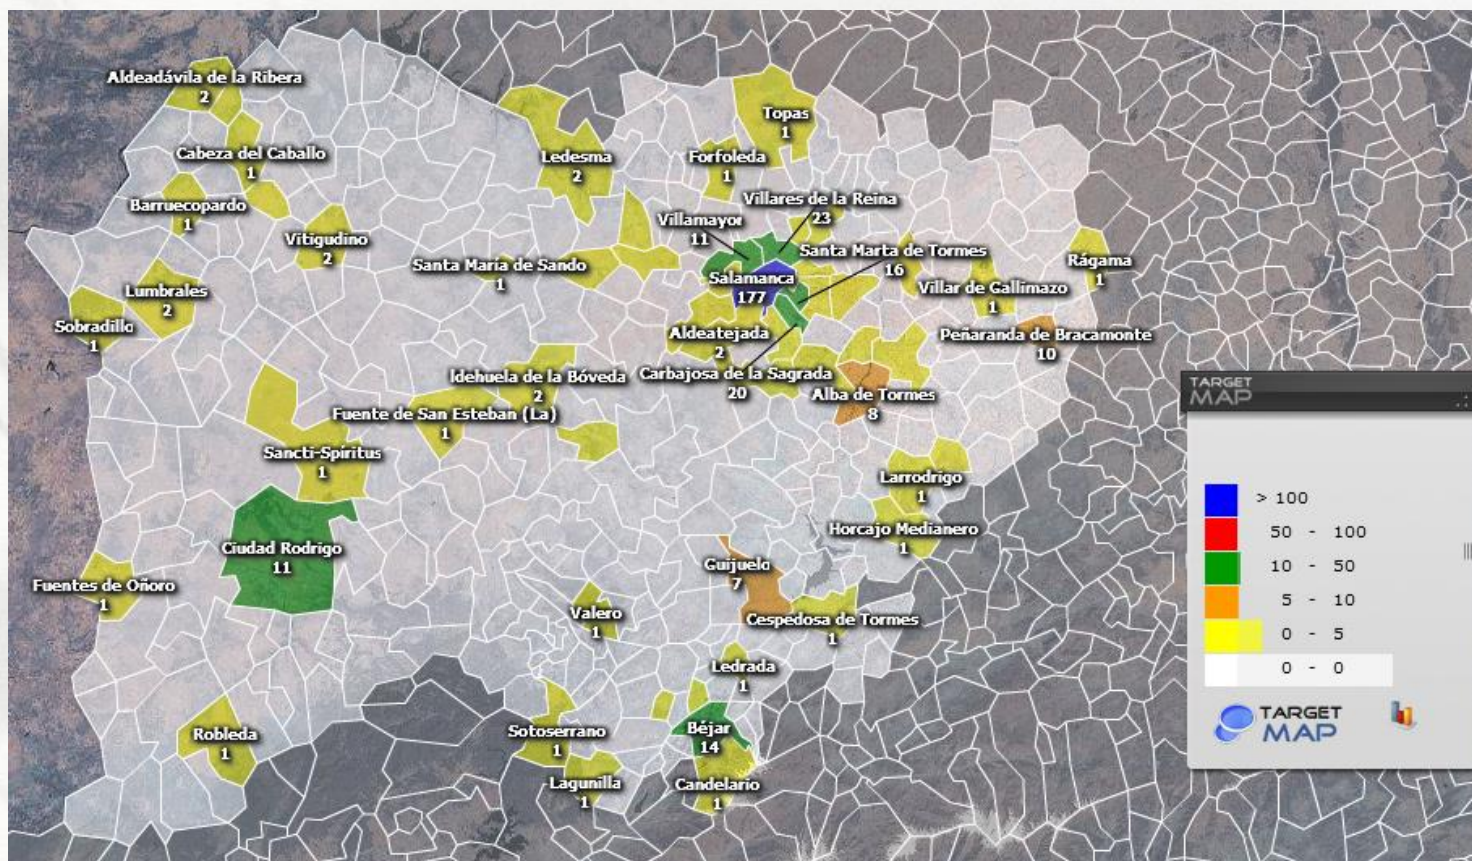 Aldeadávila de la Ribera
2
Topas
1
Cabeza del Caballo
1
Ledesma
2
Forfoleda
1
Barruecopardo
1
Villares de la Reina
23
Villamayor
11
Vitigudino
2
Santa Marta de Tormes
16
Santa María de Sando
1
Rágama
1
Salamanca
177
Villar de Gallimazo
1
Lumbrales
2
Sobradillo
1
Aldeatejada
2
Peñaranda de Bracamonte
10
ldehuela de la Bóveda
2
Carbajosa de la Sagrada
20
Alba de Tormes
8
Fuente de San Esteban (La)
1
Sancti-Spíritus
1
Larrodrigo
1
Horcajo Medianero
1
Ciudad Rodrigo
11
Guijuelo
7
Fuentes de Oñoro
1
Valero
1
Cespedosa de Tormes
1
Ledrada
1
Robleda
1
Sotoserrano
1
Béjar
14
Lagunilla
1
Candelario
1
TARGET
MAP
> 100
50 - 100
10 - 50
5 - 10
0 - 5
0 - 0
TARGET
MAP